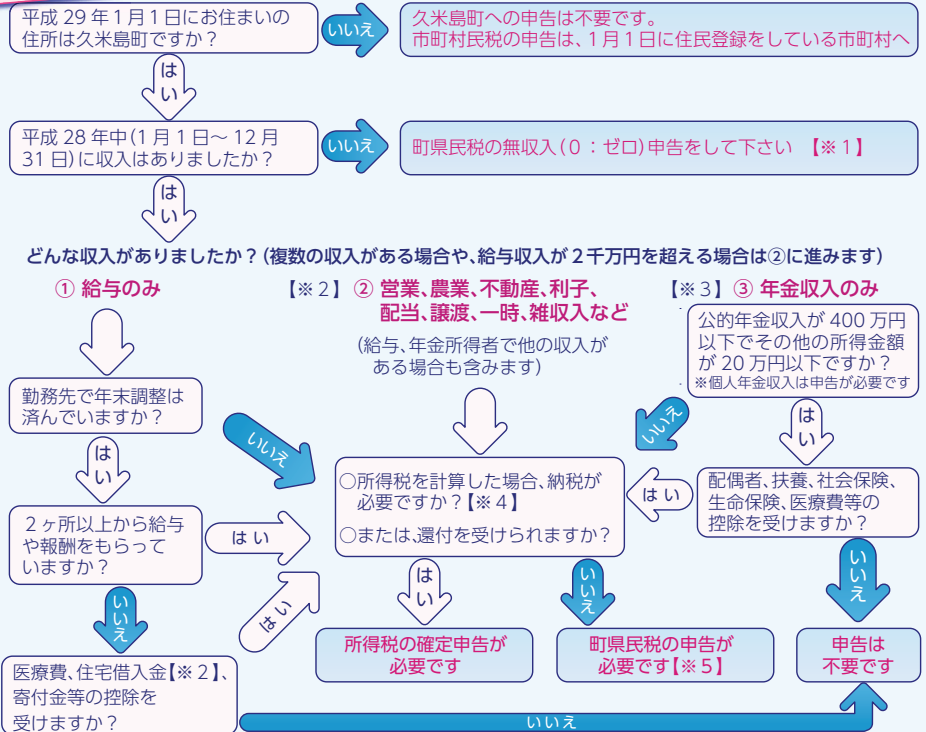 平成 29 年１月１日にお住まいの
住所は久米島町ですか？
いいえ
久米島町への申告は不要です。
市町村民税の申告は、１月１日に住民登録をしている市町村へ
はい
平成 28 年中(１月１日～ 12 月
31 日)に収入はありましたか？
いいえ
町県民税の無収入(０：ゼロ)申告をして下さい 【※１】
はい
どんな収入がありましたか？(複数の収入がある場合や、給与収入が２千万円を超える場合は②に進みます)
① 給与のみ
【※２】② 営業、農業、不動産、利子、
配当、譲渡、一時、雑収入など
(給与、年金所得者で他の収入が
ある場合も含みます)
【※３】③ 年金収入のみ
公的年金収入が 400 万円
以下でその他の所得金額
が 20 万円以下ですか？
※個人年金収入は申告が必要です
勤務先で年末調整は
済んでいますか？
いいえ
はい
いいえ
はい
○所得税を計算した場合、納税が
必要ですか？【※４】
○または、還付を受けられますか？
はい
配偶者、扶養、社会保険、
生命保険、医療費等の
控除を受けますか？
２ヶ所以上から給与
や報酬をもらって
いますか？
はい
いいえ
はい
はい
いいえ
いいえ
所得税の確定申告が
必要です
町県民税の申告が
必要です【※５】
申告は
不要です
医療費、住宅借入金【※２】、
寄付金等の控除を
受けますか？
いいえ